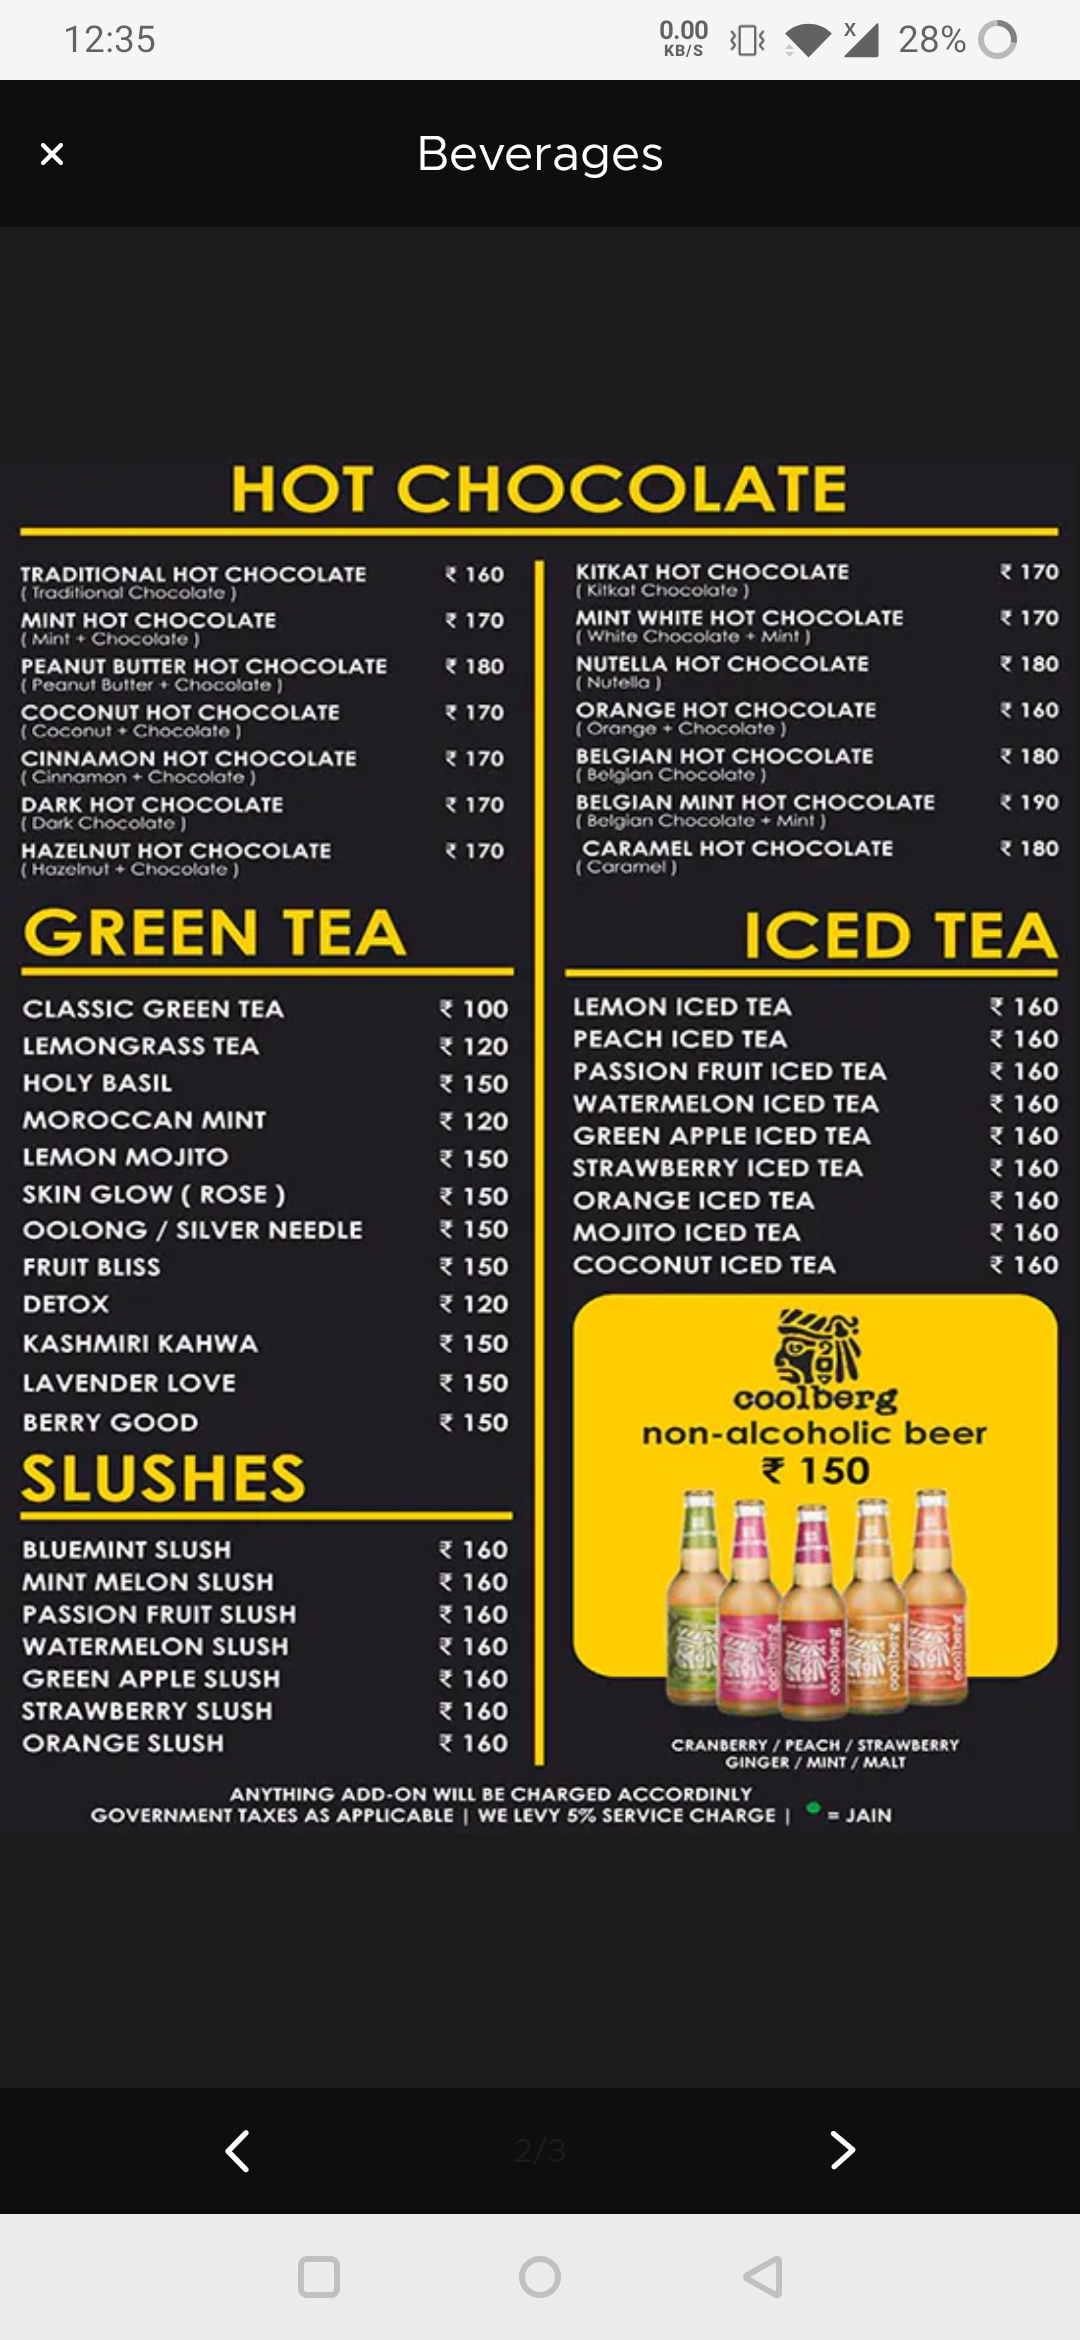 12:35
0.00
KB/S
X
28%
Beverages
HOT CHOCOLATE
TRADITIONAL HOT CHOCOLATE ₹ 160
( Traditional Chocolate )
MINT HOT CHOCOLATE ₹ 170
( Mint + Chocolate )
PEANUT BUTTER HOT CHOCOLATE ₹ 180
( Peanut Butter + Chocolate )
COCONUT HOT CHOCOLATE ₹ 170
( Coconut + Chocolate )
CINNAMON HOT CHOCOLATE ₹ 170
( Cinnamon + Chocolate )
DARK HOT CHOCOLATE ₹ 170
( Dark Chocolate )
HAZELNUT HOT CHOCOLATE ₹ 170
( Hazelnut + Chocolate )
KITKAT HOT CHOCOLATE ₹ 170
( Kitkat Chocolate )
MINT WHITE HOT CHOCOLATE ₹ 170
( White Chocolate + Mint )
NUTELLA HOT CHOCOLATE ₹ 180
( Nutella )
ORANGE HOT CHOCOLATE ₹ 160
( Orange + Chocolate )
BELGIAN HOT CHOCOLATE ₹ 180
( Belgian Chocolate )
BELGIAN MINT HOT CHOCOLATE ₹ 190
( Belgian Chocolate + Mint )
CARAMEL HOT CHOCOLATE ₹ 180
( Caramel )
GREEN TEA
CLASSIC GREEN TEA ₹ 100
LEMONGRASS TEA ₹ 120
HOLY BASIL ₹ 150
MOROCCAN MINT ₹ 120
LEMON MOJITO ₹ 150
SKIN GLOW ( ROSE ) ₹ 150
OOLONG / SILVER NEEDLE ₹ 150
FRUIT BLISS ₹ 150
DETOX ₹ 120
KASHMIRI KAHWA ₹ 150
LAVENDER LOVE ₹ 150
BERRY GOOD ₹ 150
SLUSHES
BLUEMINT SLUSH ₹ 160
MINT MELON SLUSH ₹ 160
PASSION FRUIT SLUSH ₹ 160
WATERMELON SLUSH ₹ 160
GREEN APPLE SLUSH ₹ 160
STRAWBERRY SLUSH ₹ 160
ORANGE SLUSH ₹ 160
ICED TEA
LEMON ICED TEA ₹ 160
PEACH ICED TEA ₹ 160
PASSION FRUIT ICED TEA ₹ 160
WATERMELON ICED TEA ₹ 160
GREEN APPLE ICED TEA ₹ 160
STRAWBERRY ICED TEA ₹ 160
ORANGE ICED TEA ₹ 160
MOJITO ICED TEA ₹ 160
COCONUT ICED TEA ₹ 160
coolberg
non-alcoholic beer
₹ 150
coolberg
coolberg
coolberg
coolberg
CRANBERRY / PEACH / STRAWBERRY
GINGER / MINT / MALT
ANYTHING ADD-ON WILL BE CHARGED ACCORDINLY
GOVERNMENT TAXES AS APPLICABLE | WE LEVY 5% SERVICE CHARGE | = JAIN
2/3